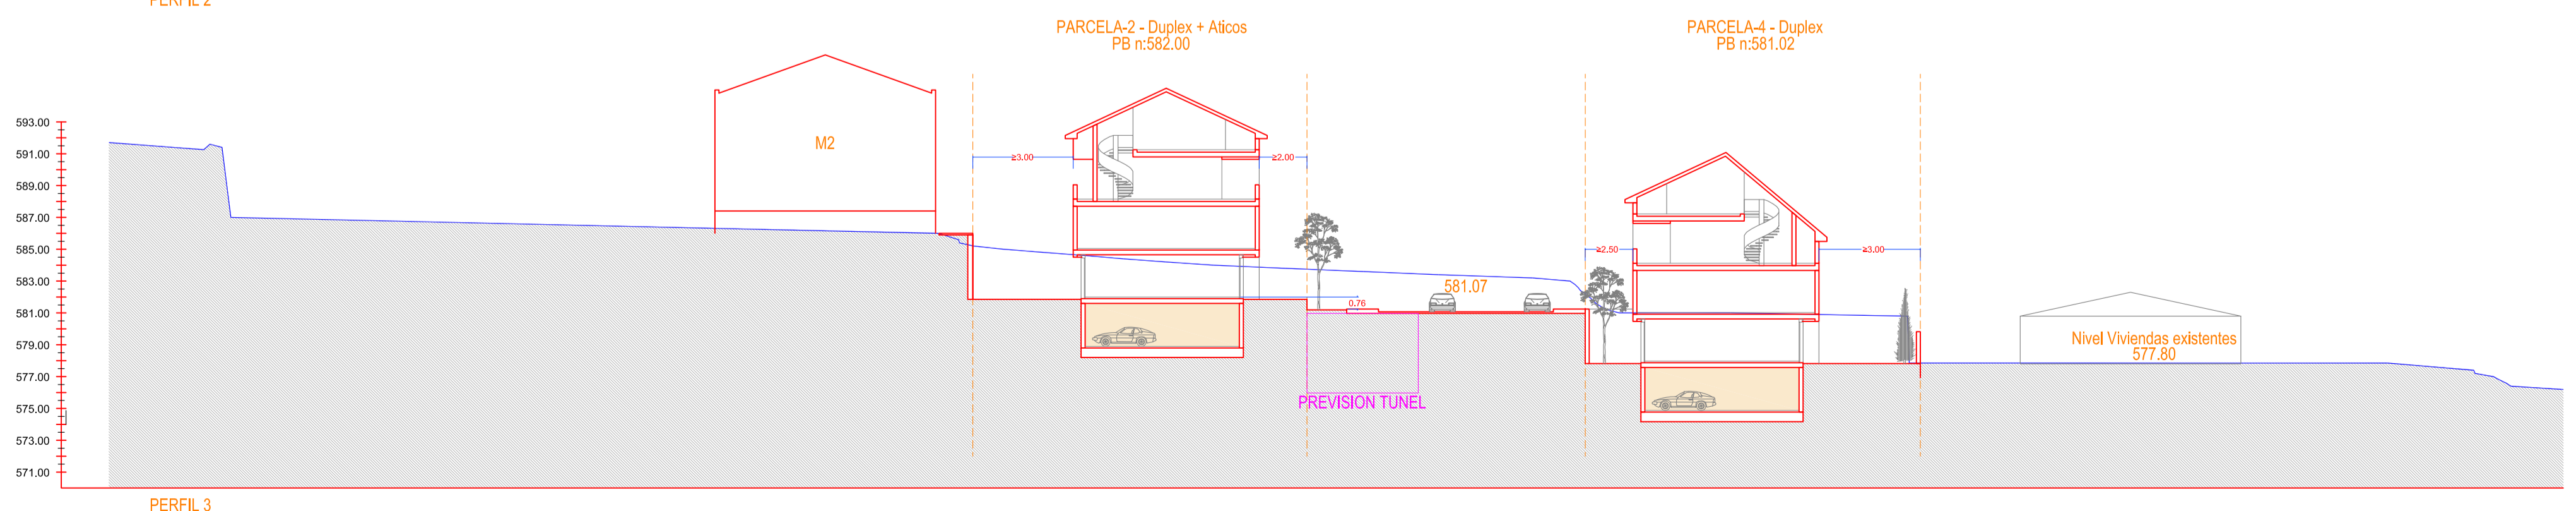 PERFIL 2
PARCELA-2 - Duplex + Aticos
PB n:582.00
PARCELA-4 - Duplex
PB n:581.02
593.00
591.00
589.00
587.00
585.00
583.00
581.00
579.00
577.00
575.00
573.00
571.00
M2
≥3.00
≥2.00
≥2.50
≥3.00
581.07
0.76
PREVISION TUNEL
Nivel Viviendas existentes
577.80
PERFIL 3